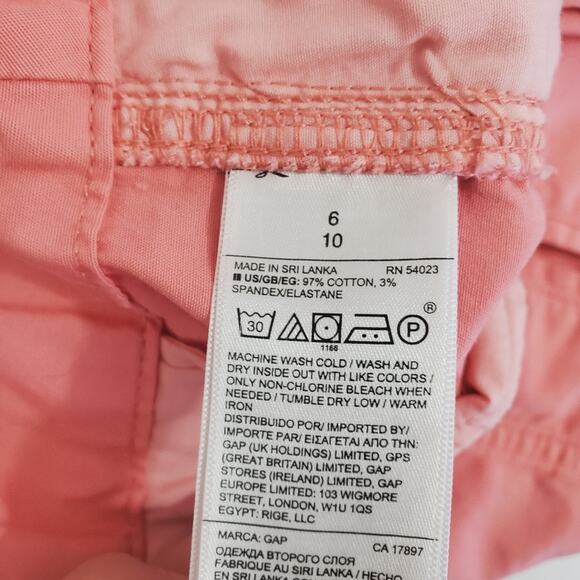 6
10
MADE IN SRI LANKA RN 54023
US/GB/EG: 97% COTTON, 3%
SPANDEX/ELASTANE
®
30 P
1166
MACHINE WASH COLD / WASH AND
DRY INSIDE OUT WITH LIKE COLORS /
ONLY NON-CHLORINE BLEACH WHEN
NEEDED / TUMBLE DRY LOW / WARM
IRON
DISTRIBUIDO POR/ IMPORTED BY/
IMPORTE PAR/ ΕΙΣΑΓΕΤΑΙ ΑΠΟ ΤΗΝ:
GAP (UK HOLDINGS) LIMITED, GPS
(GREAT BRITAIN) LIMITED, GAP
STORES (IRELAND) LIMITED, GAP
EUROPE LIMITED: 103 WIGMORE
STREET, LONDON, W1U 1QS
EGYPT: RIGE, LLC
MARCA: GAP CA 17897
ОДЕЖДА ВТОРОГО СЛОЯ
FABRIQUE AU SIRI LANKA / HECHO
EN SRI LANKA